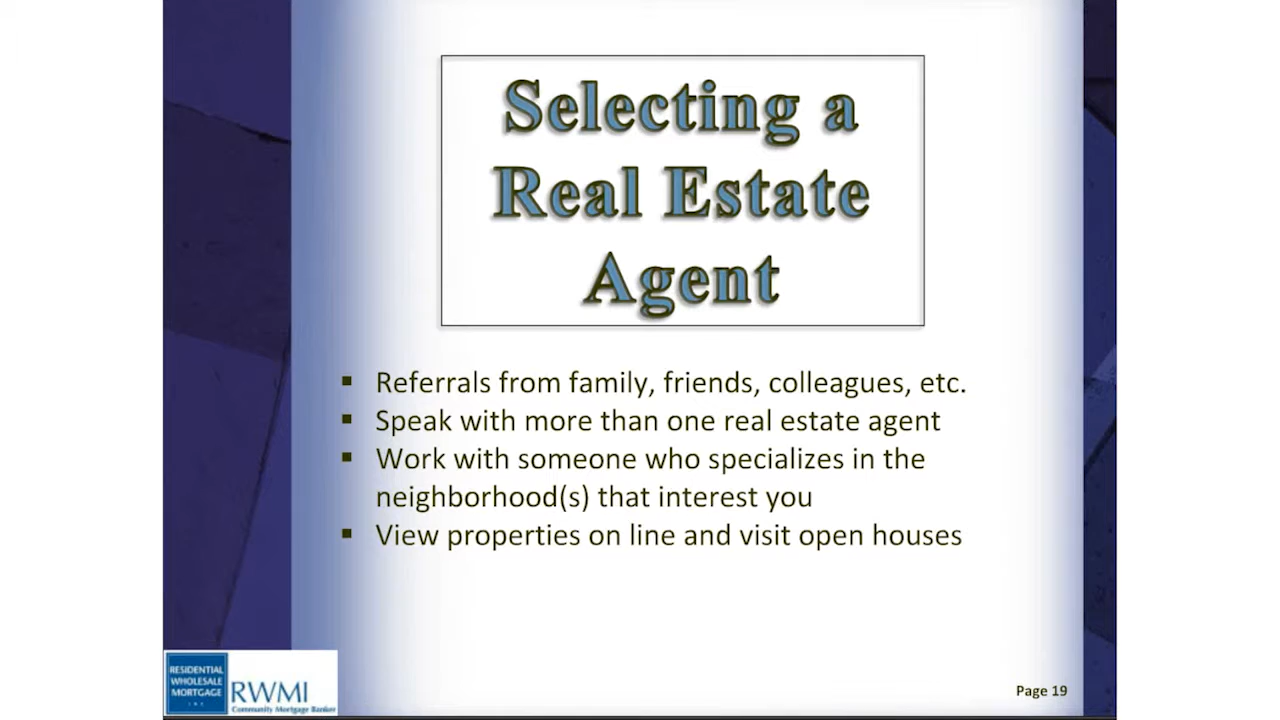 Selecting a
Real Estate
Agent
▪ Referrals from family, friends, colleagues, etc.
▪ Speak with more than one real estate agent
▪ Work with someone who specializes in the
neighborhood(s) that interest you
▪ View properties on line and visit open houses
RESIDENTIAL
WHOLESALE
MORTGAGE
INC
RWMI
Community Mortgage Banker
Page 19